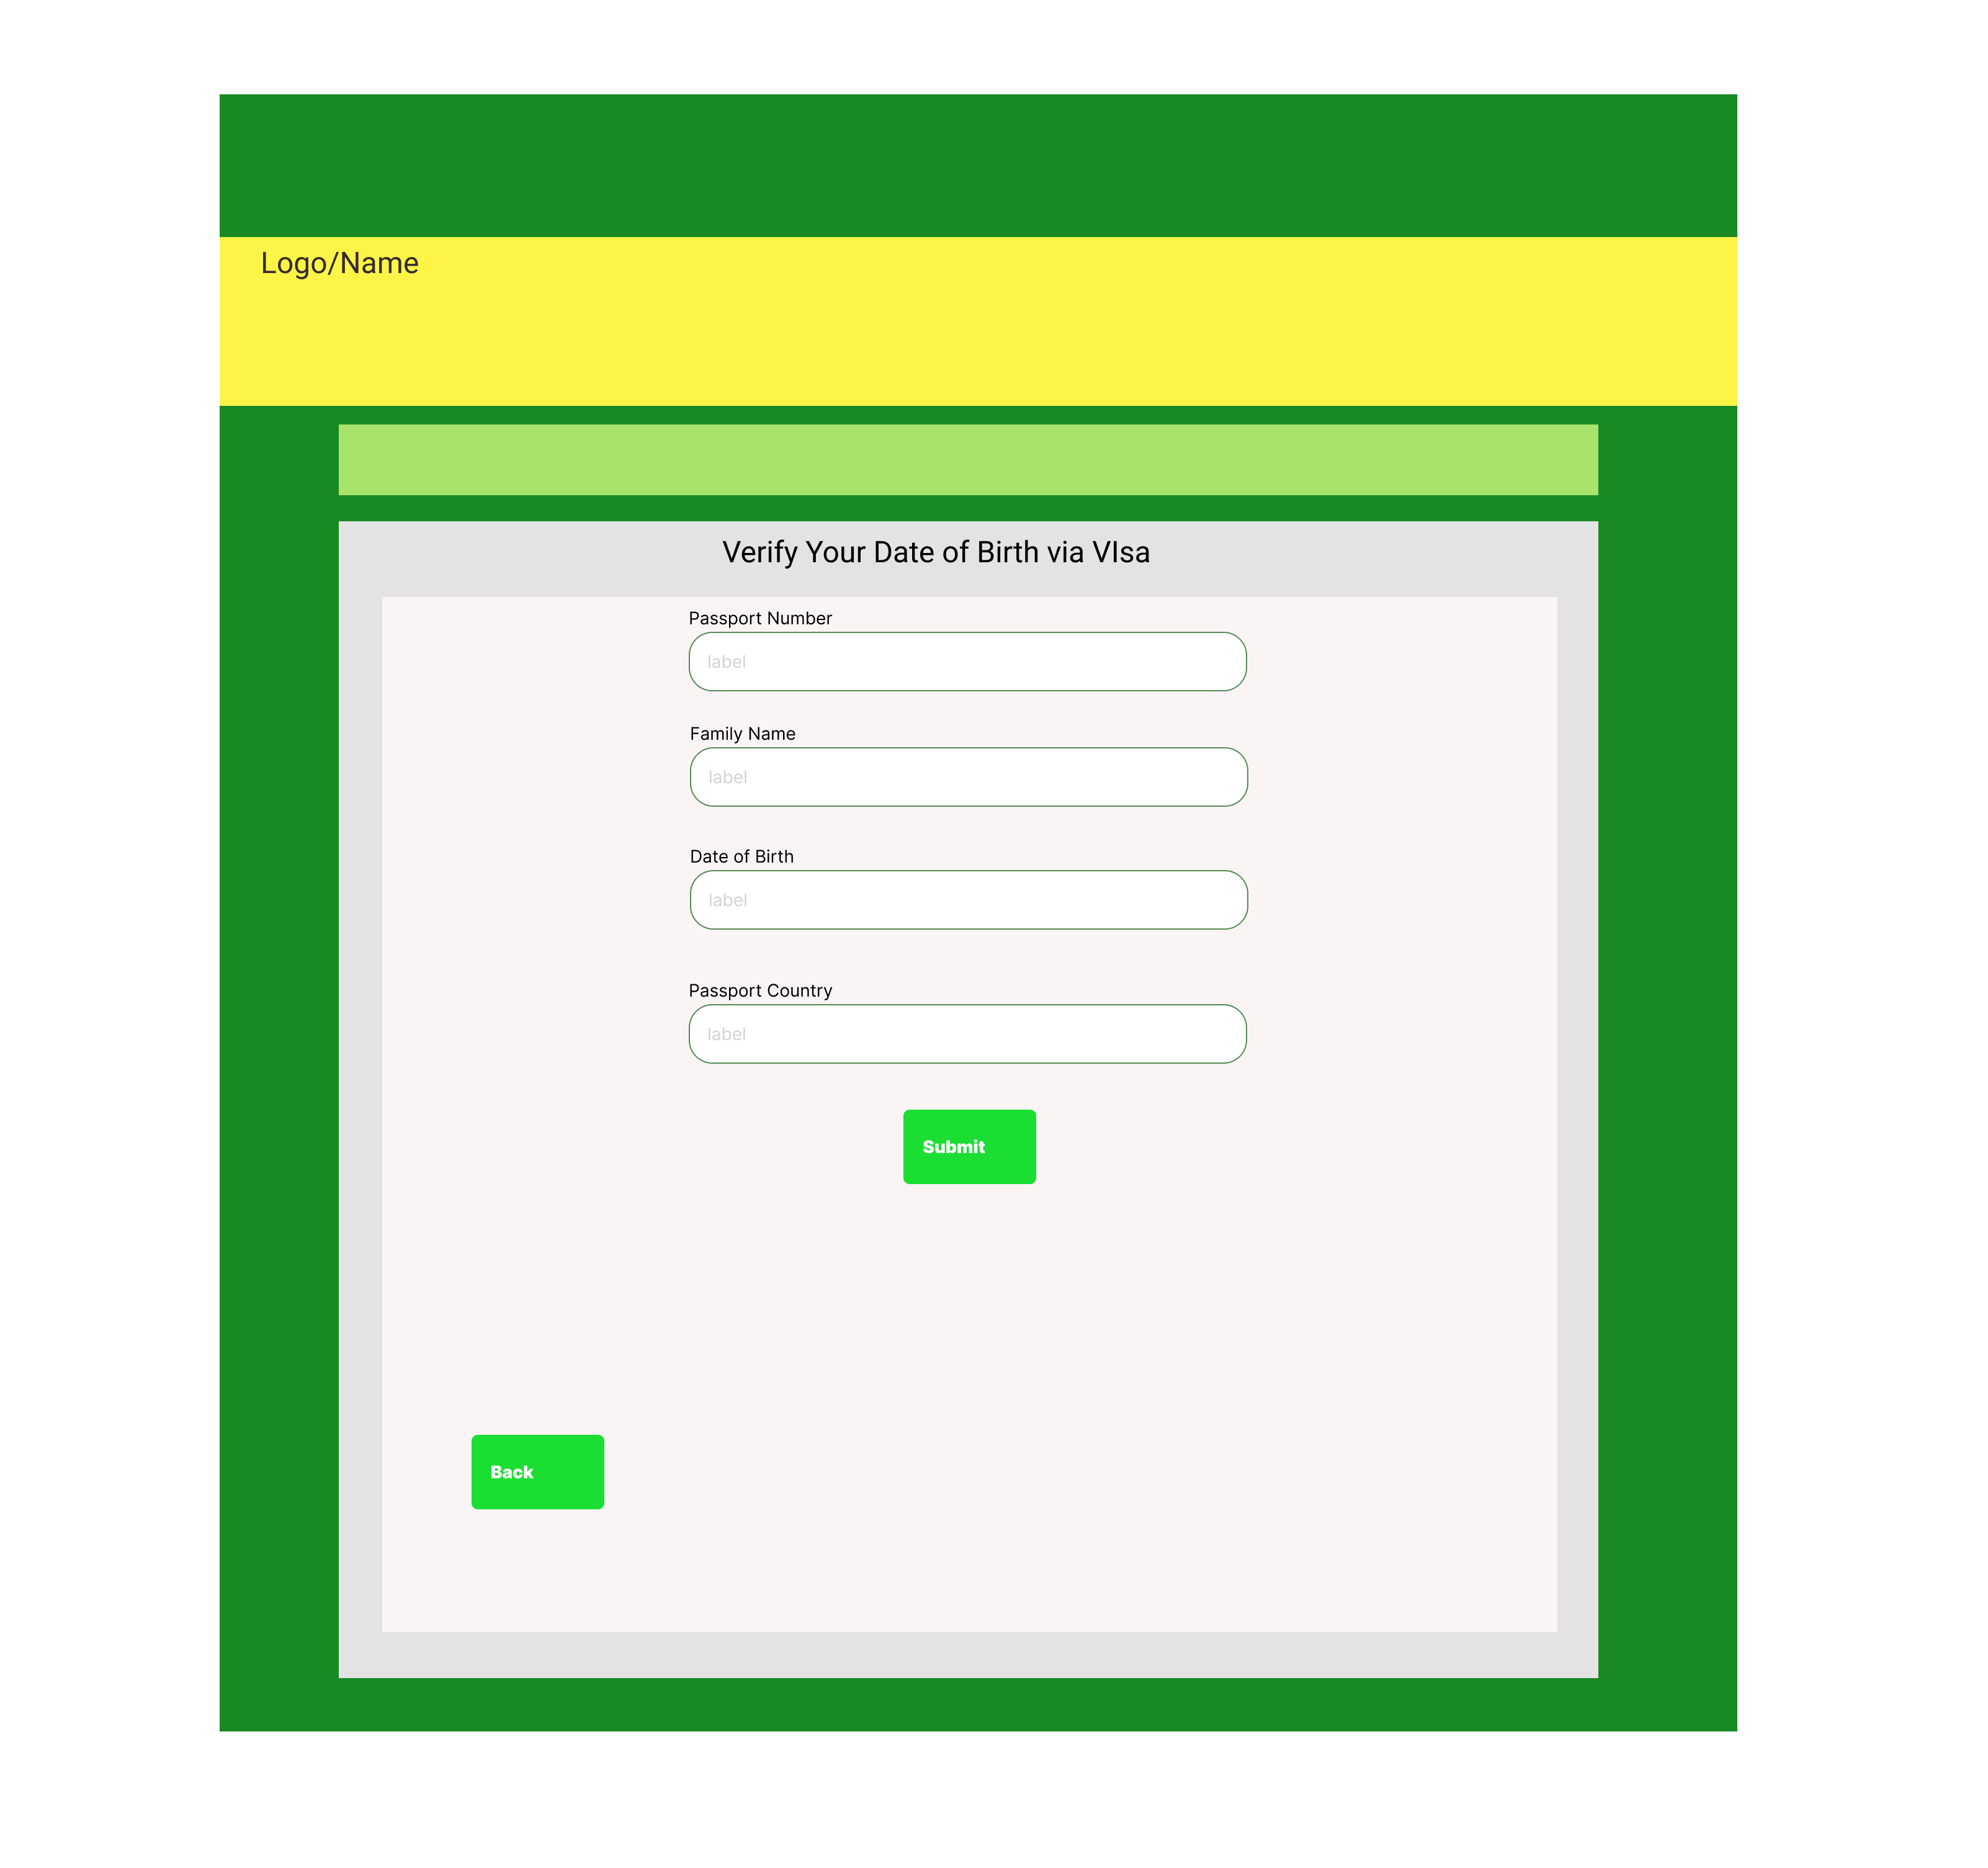 Logo/Name
Verify Your Date of Birth via VIsa
Passport Number
label
Family Name
label
Date of Birth
label
Passport Country
label
Submit
Back